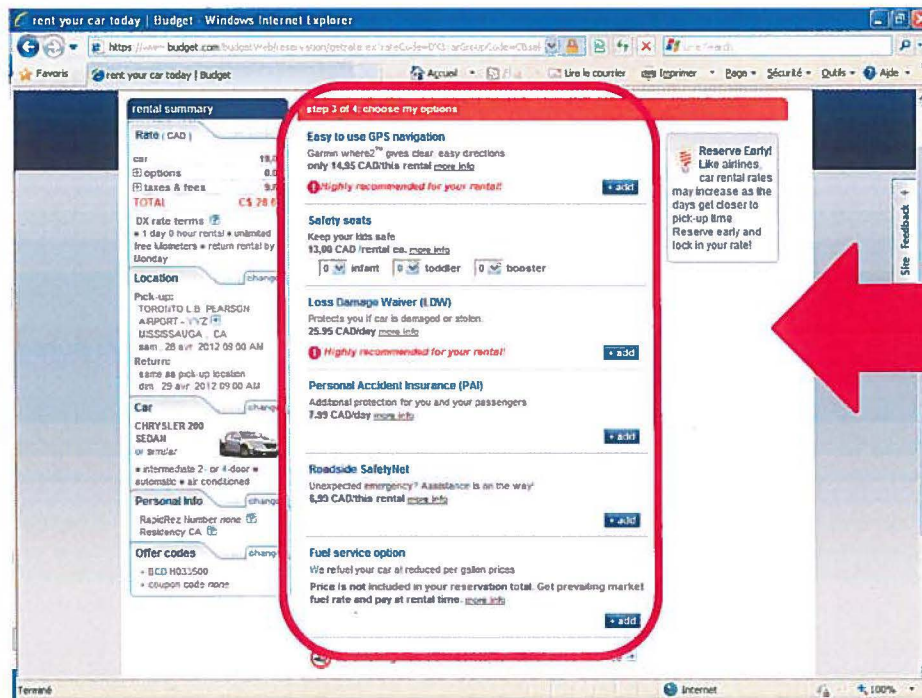 rent your car today | Budget - Windows Internet Explorer
https://www.budget.com
Favoris
rent your car today | Budget
Accueil
Lire le courrier
Imprimer
Page
Sécurité
Outils
Aide
rental summary
Rate (CAD)
car
options
taxes & fees
TOTAL
DX rate terms
1 day 0 hour rental • unlimited
free kilometers • return rental by
Monday
Location
change
Pick-up:
TORONTO L.B. PEARSON
AIRPORT - YYZ
MISSISSAUGA , CA
sam . 28 avr. 2012 09:00 AM
Return:
same as pick-up location
dim . 29 avr. 2012 09:00 AM
Car
change
CHRYSLER 200
SEDAN
or similar
• intermediate 2- or 4-door •
automatic • air conditioned
Personal Info
change
RapidRez Number none
Residency CA
Offer codes
change
• BCD H033500
• coupon code none
step 3 of 4: choose my options
Easy to use GPS navigation
Garmin where2™ gives clear, easy directions
only 14,95 CAD/this rental more info
Highly recommended for your rental!
+ add
Safety seats
Keep your kids safe
13,00 CAD /rental ea. more info
0 infant 0 toddler 0 booster
Loss Damage Waiver (LDW)
Protects you if car is damaged or stolen.
25.95 CAD/day more info
Highly recommended for your rental!
+ add
Personal Accident Insurance (PAI)
Additional protection for you and your passengers
7.99 CAD/day more info
+ add
Roadside SafetyNet
Unexpected emergency? Assistance is on the way!
6,99 CAD/this rental more info
+ add
Fuel service option
We refuel your car at reduced per gallon prices
Price is not included in your reservation total. Get prevailing market
fuel rate and pay at rental time. more info
+ add
Reserve Early!
Like airlines,
car rental rates
may increase as the
days get closer to
pick-up time
Reserve early and
lock in your rate!
Site Feedback
Terminé
Internet
100%